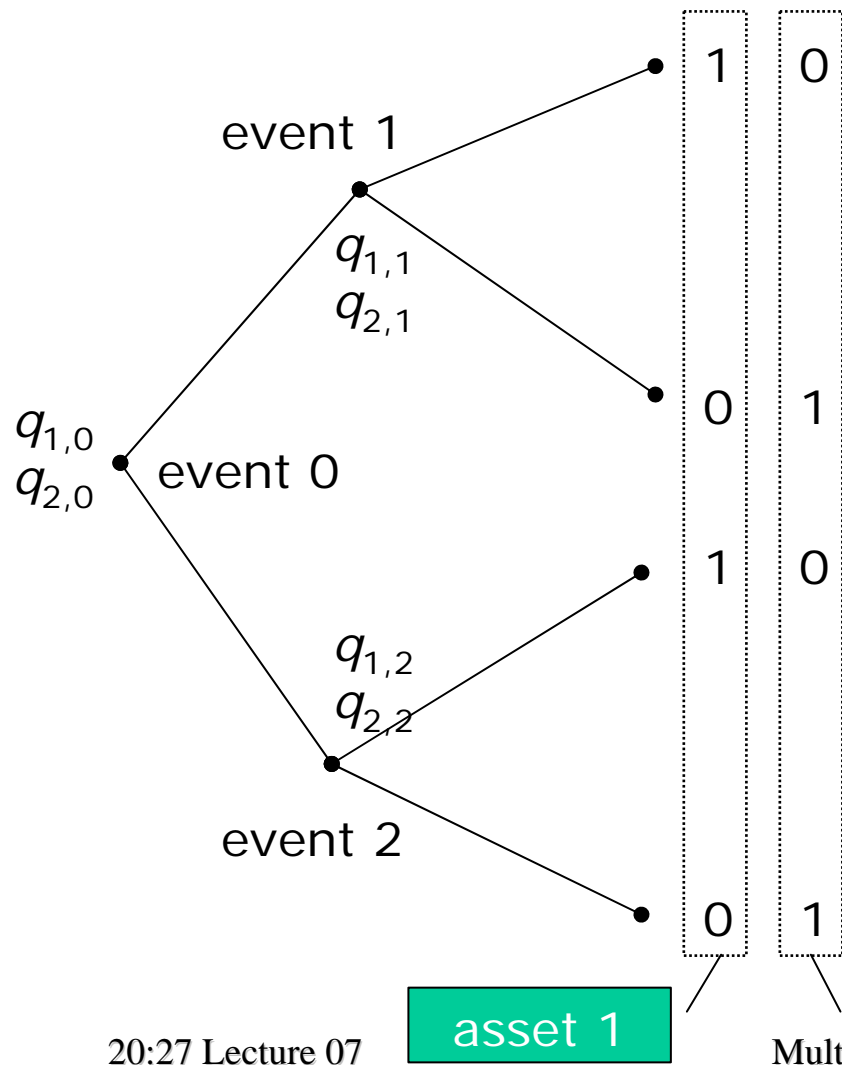 1 0
event 1
q1,1
q2,1
0 1
q1,0
event 0
q2,0
1 0
q1,2
q2,2
event 2
0 1
asset 1
20:27 Lecture 07
Mult